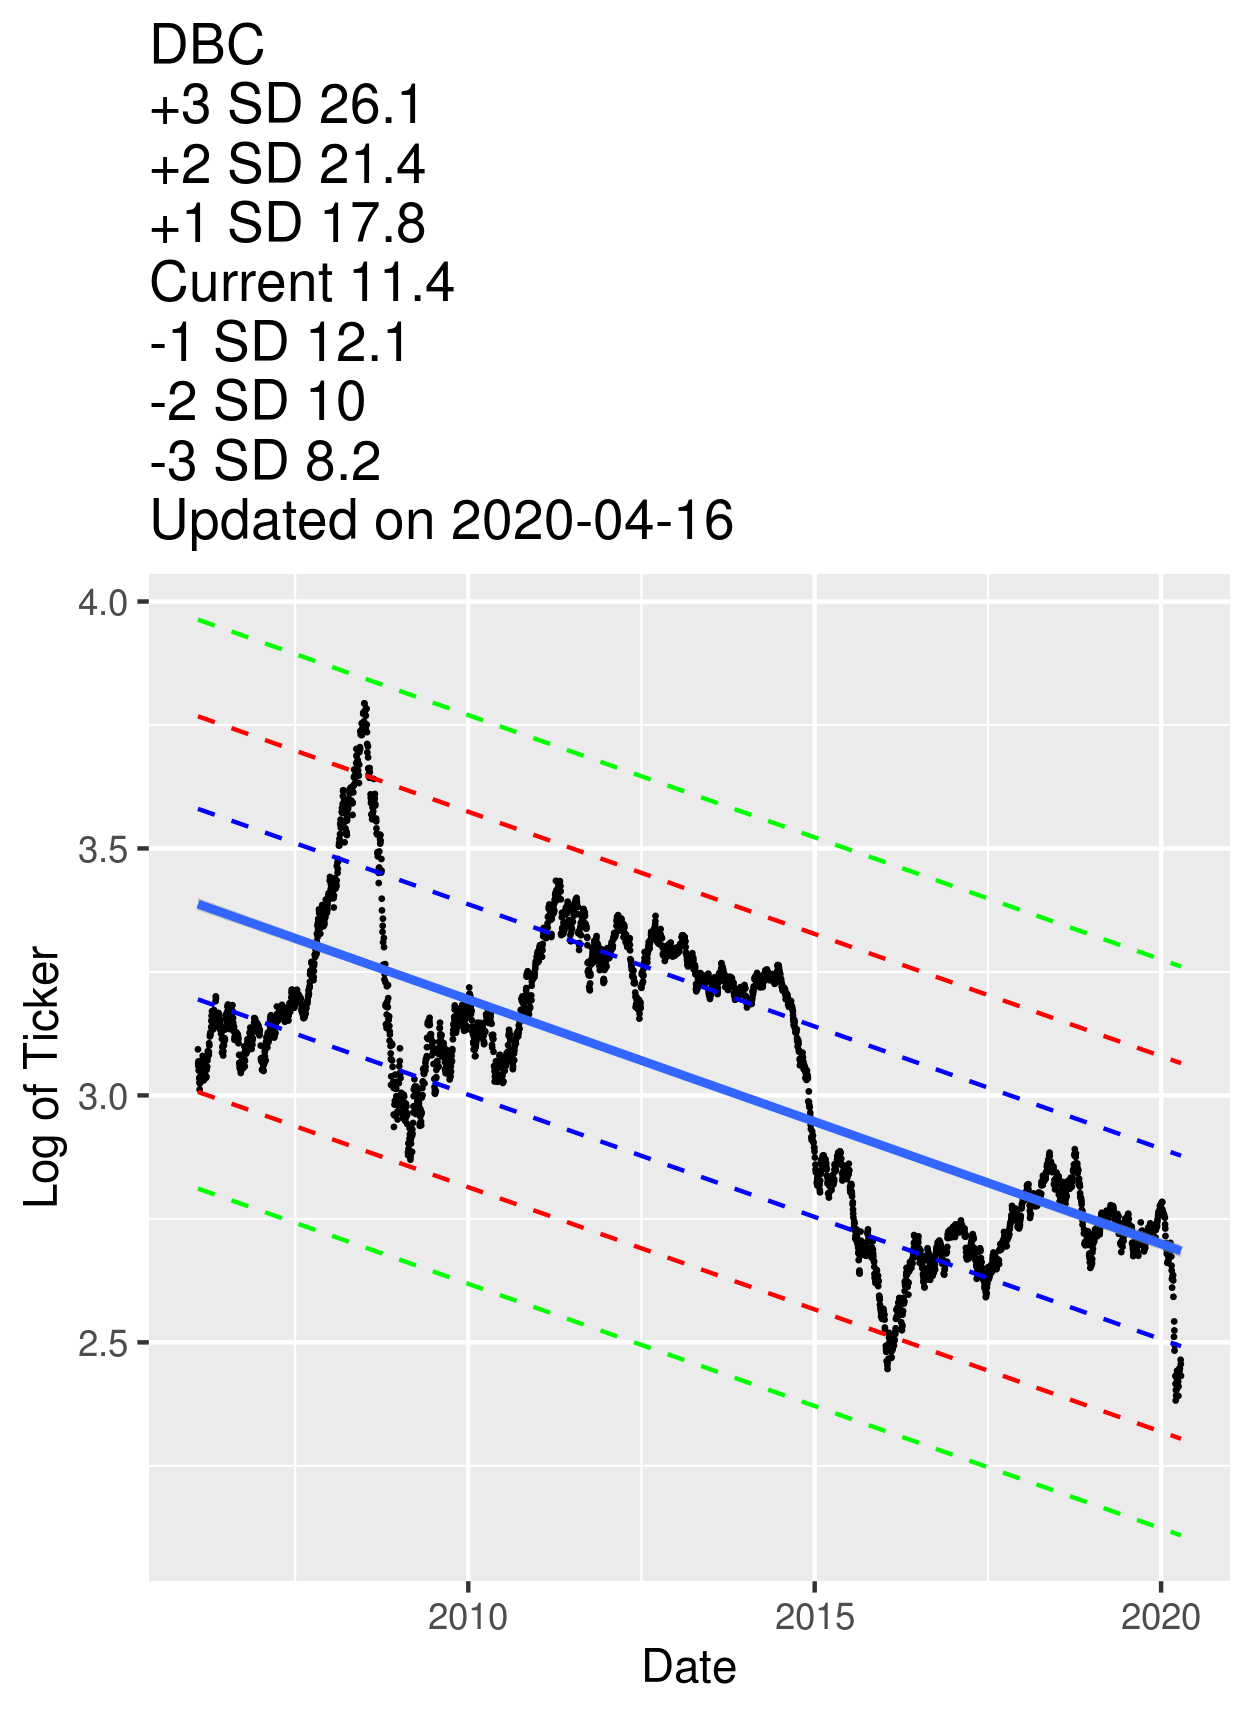 DBC
+3 SD 26.1
+2 SD 21.4
+1 SD 17.8
Current 11.4
-1 SD 12.1
-2 SD 10
-3 SD 8.2
Updated on 2020-04-16
4.0
3.5
3.0
2.5
Log of Ticker
2010 2015 2020
Date